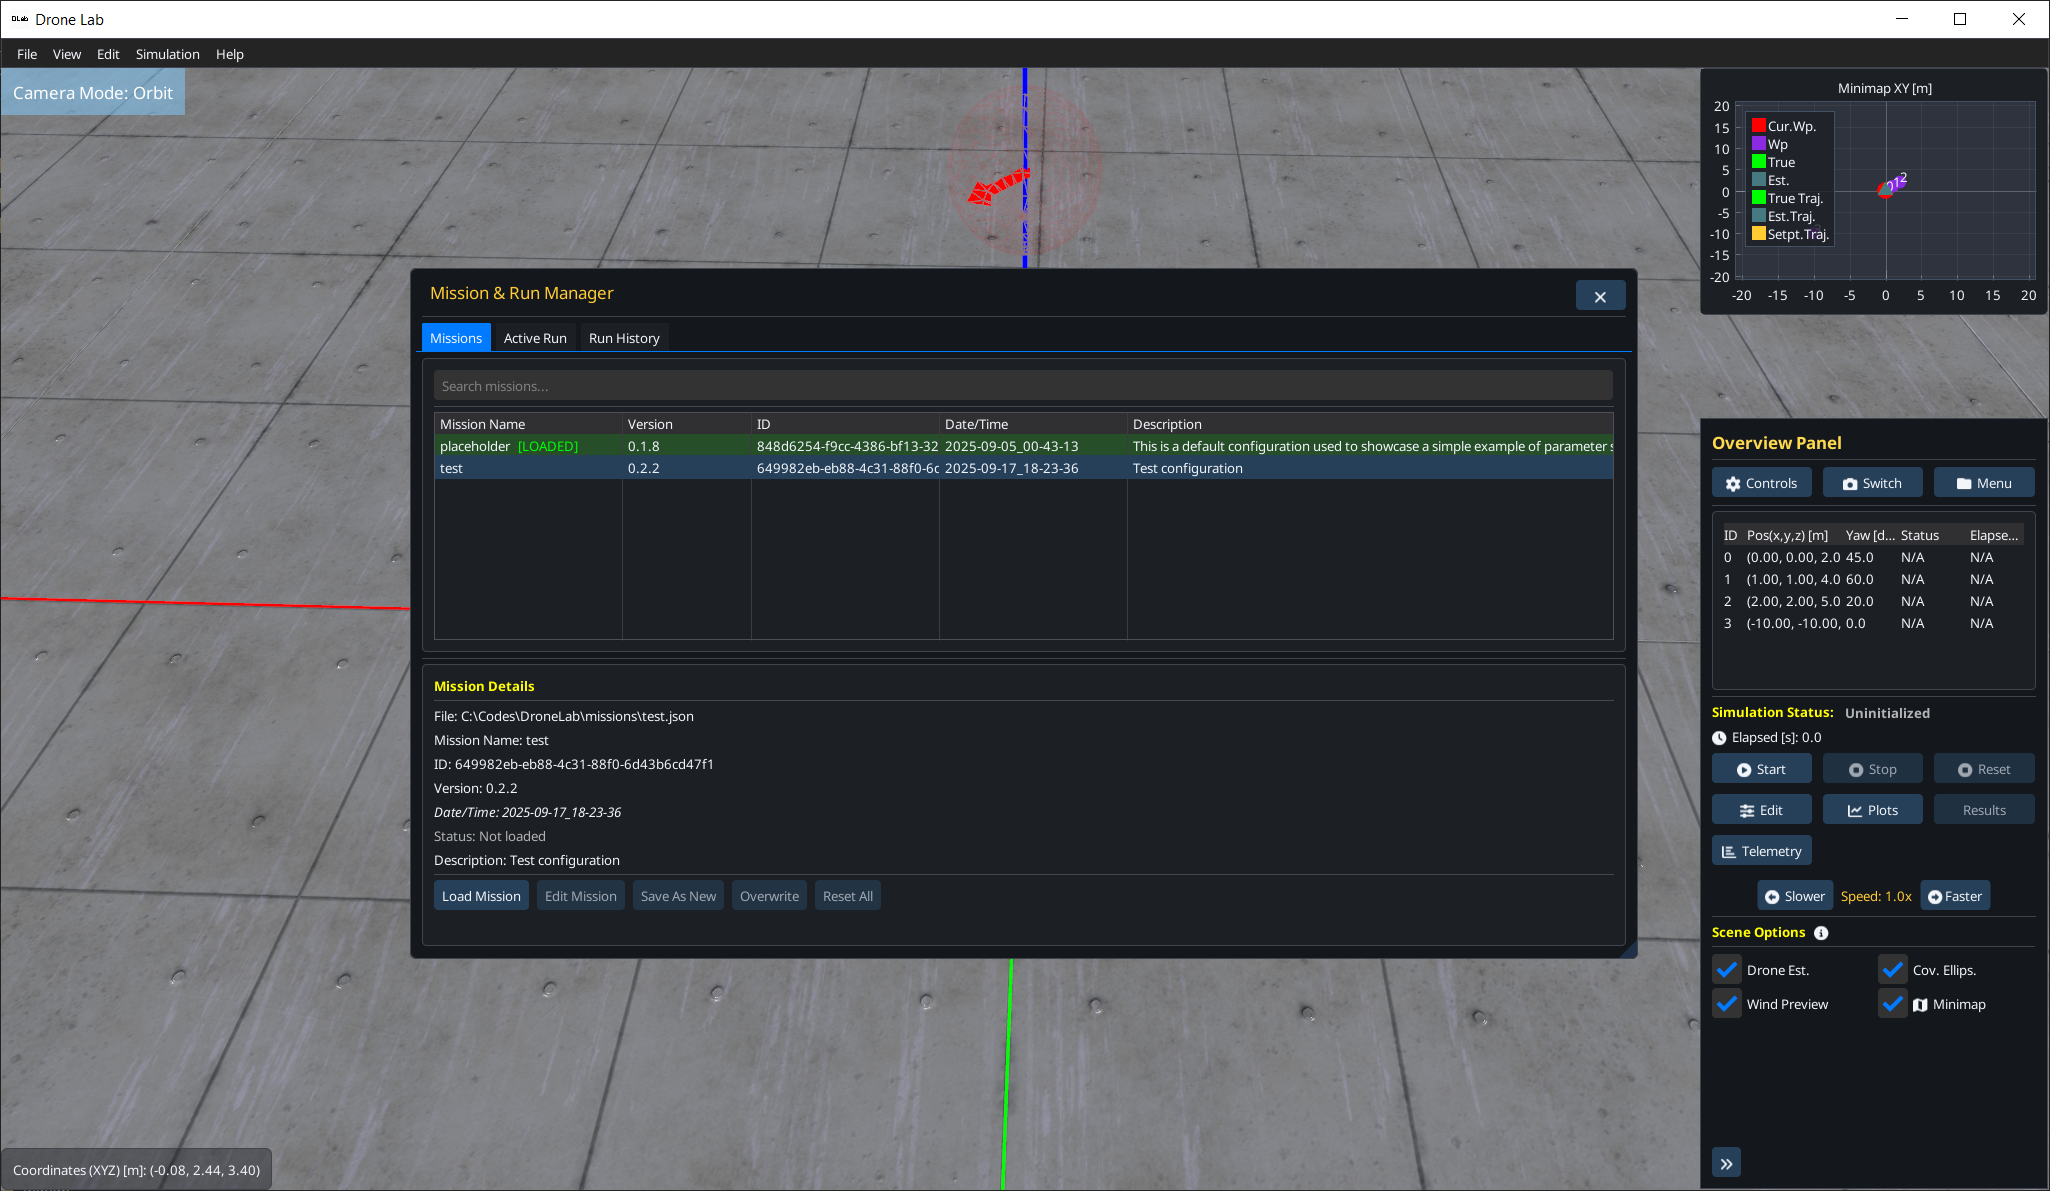 DLab Drone Lab
File View Edit Simulation Help
Camera Mode: Orbit
Minimap XY [m]
20
15
10
5
0
-5
-10
-15
-20
-20 -15 -10 -5 0 5 10 15 20
Cur.Wp.
Wp
True
Est.
True Traj.
Est.Traj.
Setpt.Traj.
0 1 2
Mission & Run Manager
Missions Active Run Run History
Search missions...
Mission Name Version ID Date/Time Description
placeholder [LOADED] 0.1.8 848d6254-f9cc-4386-bf13-32 2025-09-05_00-43-13 This is a default configuration used to showcase a simple example of parameter s
test 0.2.2 649982eb-eb88-4c31-88f0-6c 2025-09-17_18-23-36 Test configuration
Mission Details
File: C:\Codes\DroneLab\missions\test.json
Mission Name: test
ID: 649982eb-eb88-4c31-88f0-6d43b6cd47f1
Version: 0.2.2
Date/Time: 2025-09-17_18-23-36
Status: Not loaded
Description: Test configuration
Load Mission Edit Mission Save As New Overwrite Reset All
Overview Panel
Controls Switch Menu
ID Pos(x,y,z) [m] Yaw [d... Status Elapse...
0 (0.00, 0.00, 2.0 45.0 N/A N/A
1 (1.00, 1.00, 4.0 60.0 N/A N/A
2 (2.00, 2.00, 5.0 20.0 N/A N/A
3 (-10.00, -10.00, 0.0 N/A N/A
Simulation Status: Uninitialized
Elapsed [s]: 0.0
Start Stop Reset
Edit Plots Results
Telemetry
Slower Speed: 1.0x Faster
Scene Options
Drone Est. Cov. Ellips.
Wind Preview Minimap
Coordinates (XYZ) [m]: (-0.08, 2.44, 3.40)